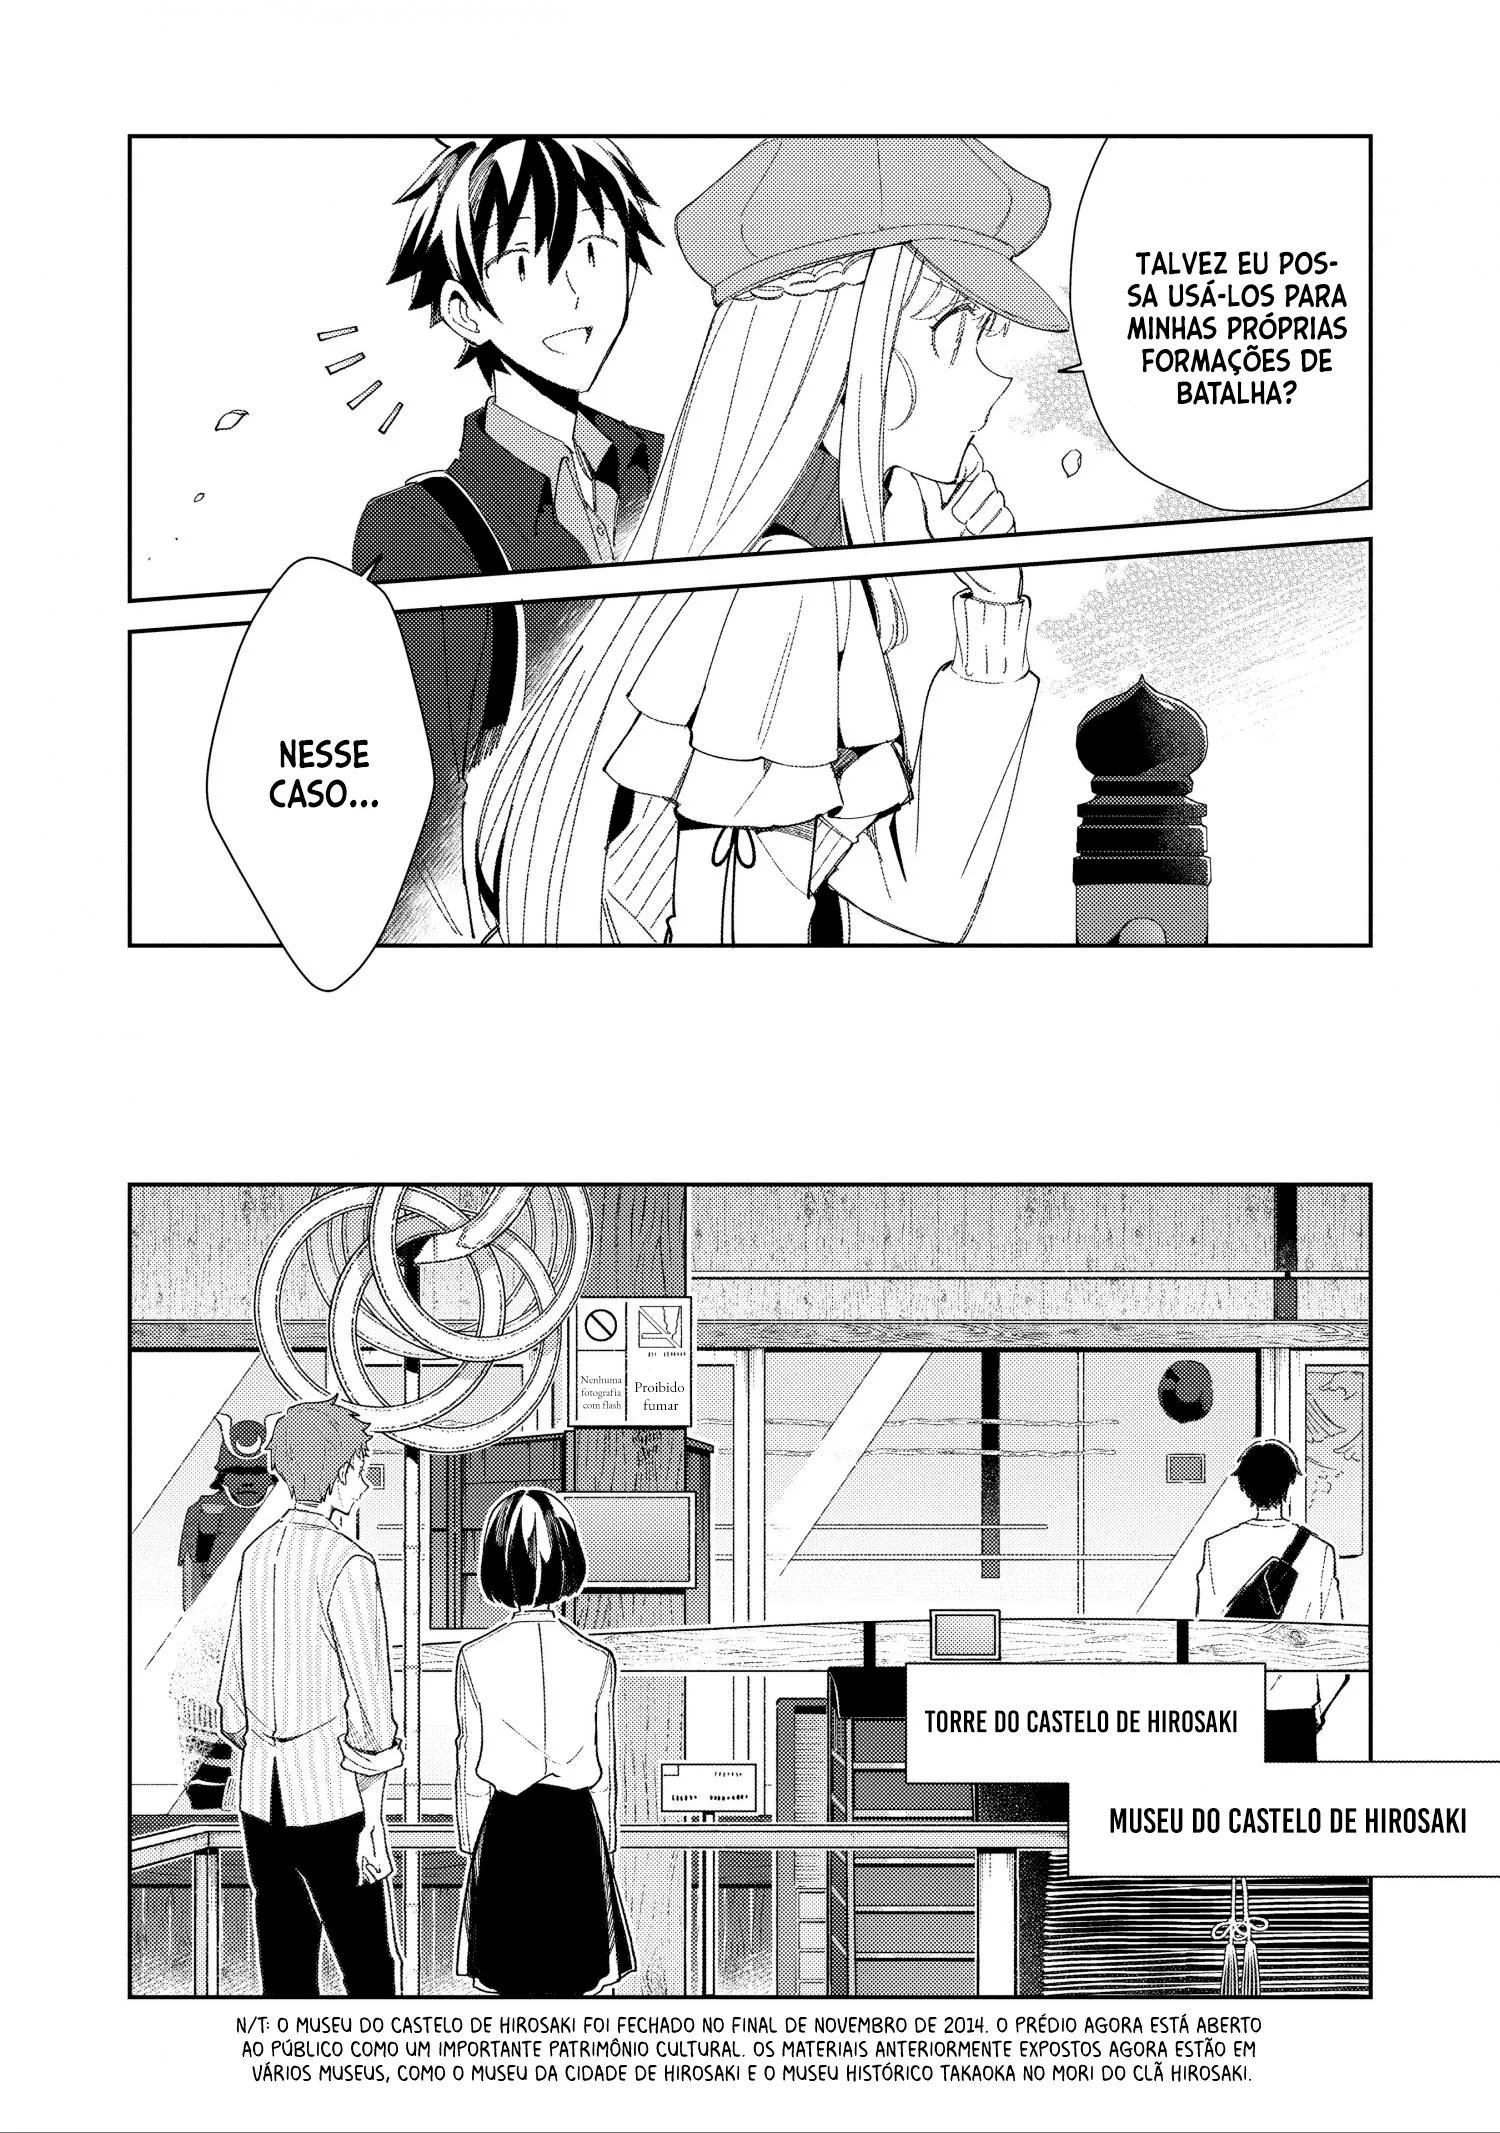 TALVEZ EU POS-
SA USÁ-LOS PARA
MINHAS PRÓPRIAS
FORMAÇÕES DE
BATALHA?
NESSE
CASO...
Nenhuma
fotografia
com flash
Proibido
fumar
TORRE DO CASTELO DE HIROSAKI
MUSEU DO CASTELO DE HIROSAKI
N/T: O MUSEU DO CASTELO DE HIROSAKI FOI FECHADO NO FINAL DE NOVEMBRO DE 2014. O PRÉDIO AGORA ESTÁ ABERTO
AO PÚBLICO COMO UM IMPORTANTE PATRIMÔNIO CULTURAL. OS MATERIAIS ANTERIORMENTE EXPOSTOS AGORA ESTÃO EM
VÁRIOS MUSEUS, COMO O MUSEU DA CIDADE DE HIROSAKI E O MUSEU HISTÓRICO TAKAOKA NO MORI DO CLÃ HIROSAKI.